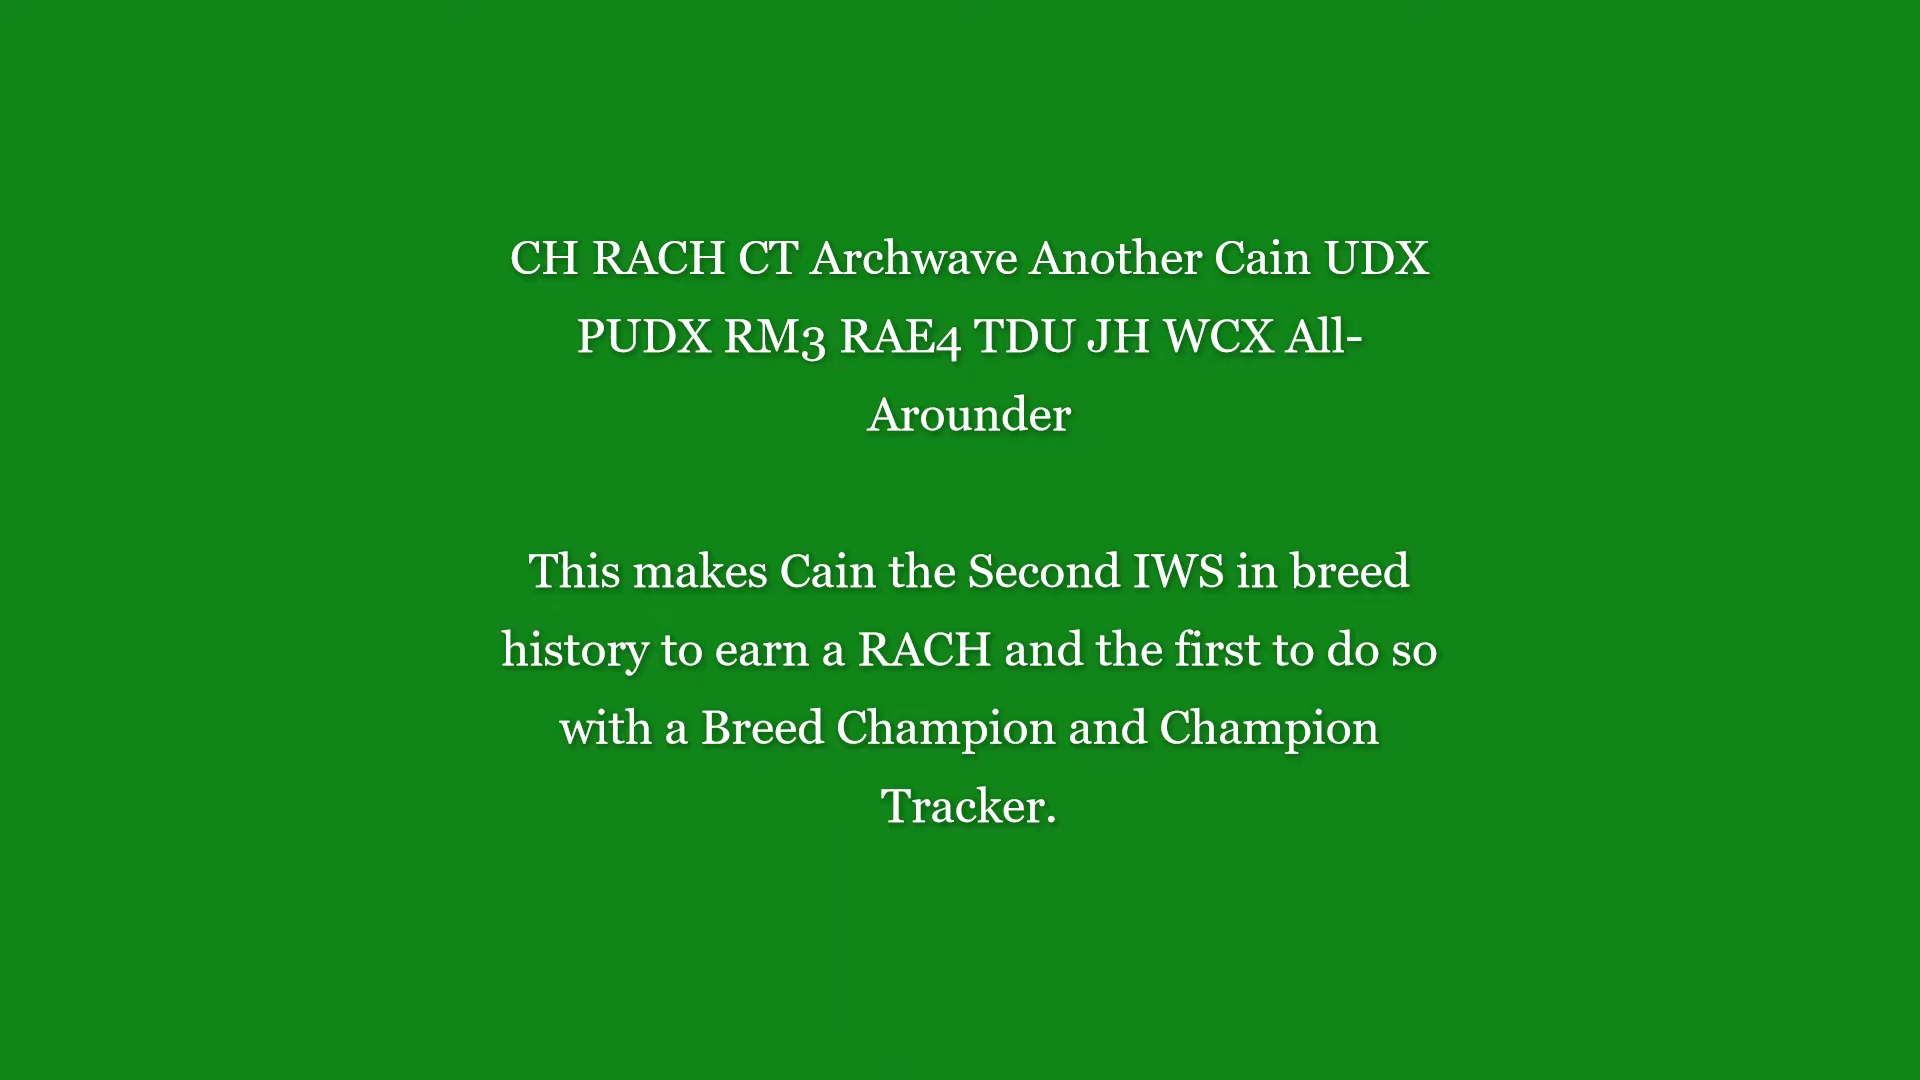 CH RACH CT Archwave Another Cain UDX
PUDX RM3 RAE4 TDU JH WCX All-
Arounder
This makes Cain the Second IWS in breed
history to earn a RACH and the first to do so
with a Breed Champion and Champion
Tracker.